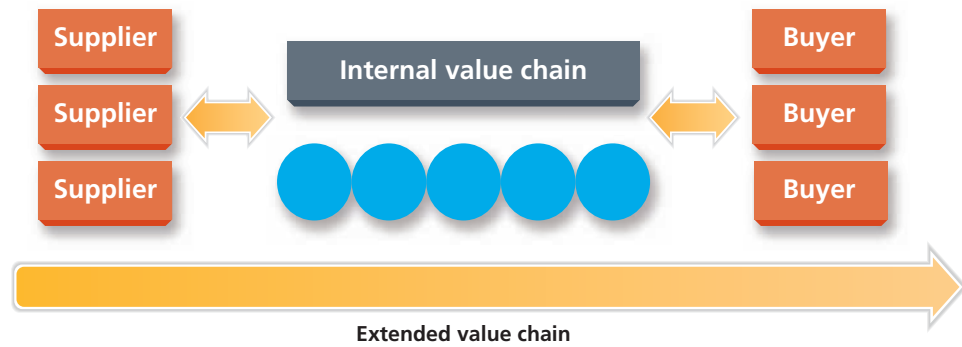 Supplier
Supplier
Supplier
Internal value chain
Buyer
Buyer
Buyer
Extended value chain